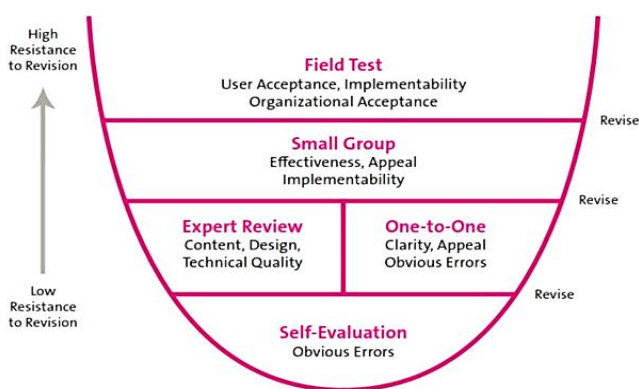 High
Resistance
to Revision
Field Test
User Acceptance, Implementability
Organizational Acceptance
Revise
Small Group
Effectiveness, Appeal
Implementability
Revise
Expert Review
Content, Design,
Technical Quality
One-to-One
Clarity, Appeal
Obvious Errors
Revise
Low
Resistance
to Revision
Self-Evaluation
Obvious Errors